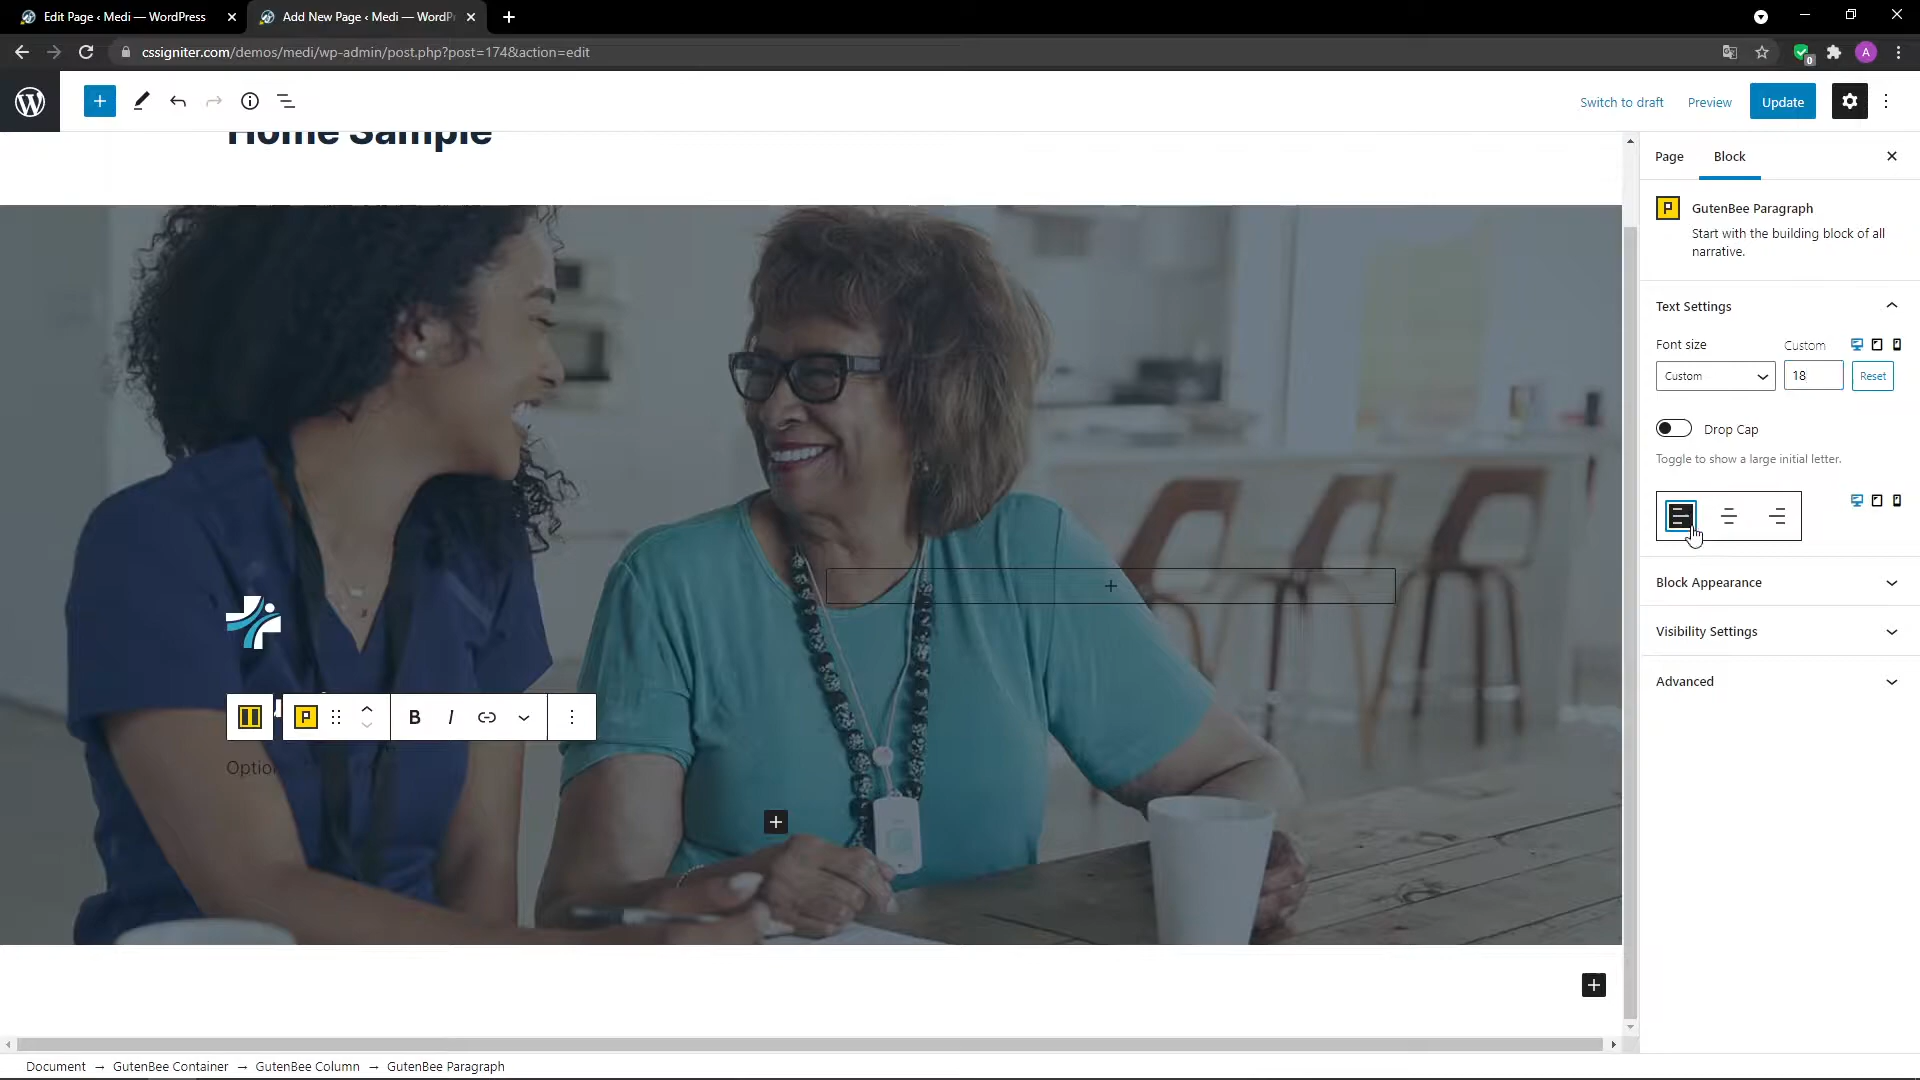 Edit Page ‹ Medi — WordPress
Add New Page ‹ Medi — WordP
cssigniter.com/demos/medi/wp-admin/post.php?post=174&action=edit
A
0
Switch to draft
Preview
Update
Home Sample
Page
Block
P
GutenBee Paragraph
Start with the building block of all
narrative.
Text Settings
Font size
Custom
Custom
18
Reset
Drop Cap
Toggle to show a large initial letter.
Block Appearance
Visibility Settings
Advanced
P
B
I
Document → GutenBee Container → GutenBee Column → GutenBee Paragraph